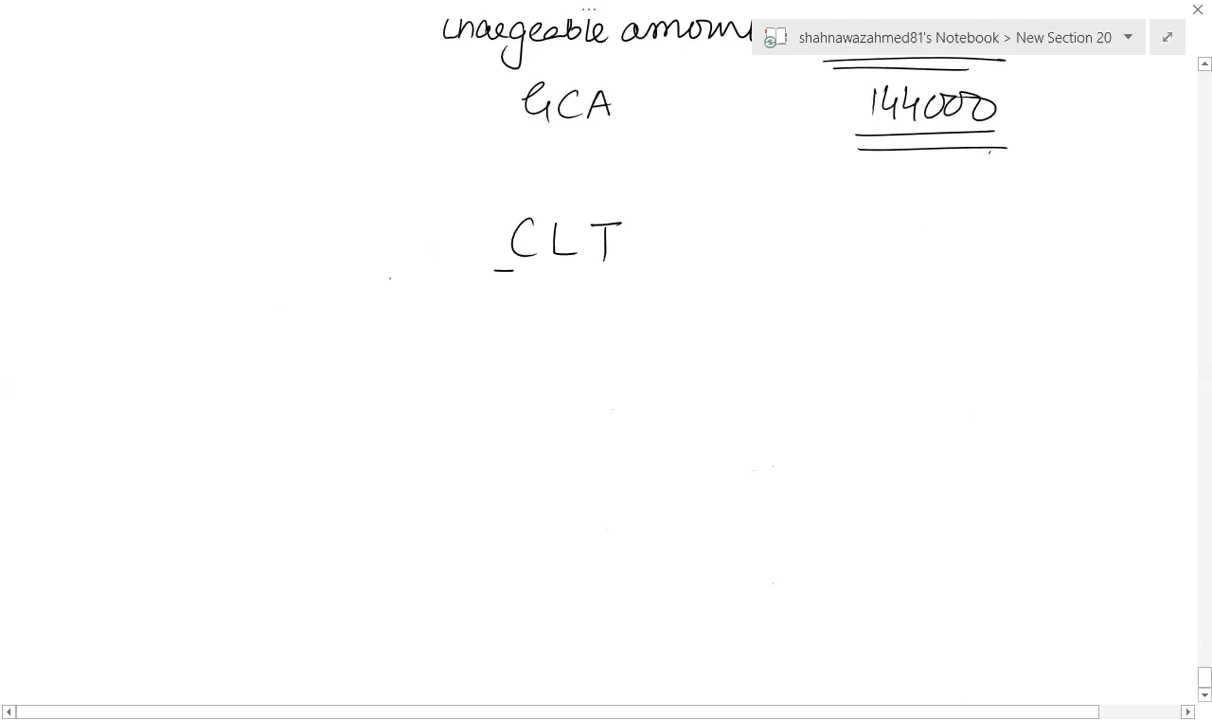 Chargeable amoun
shahnawazahmed81's Notebook > New Section 20
GCA 144000
CLT